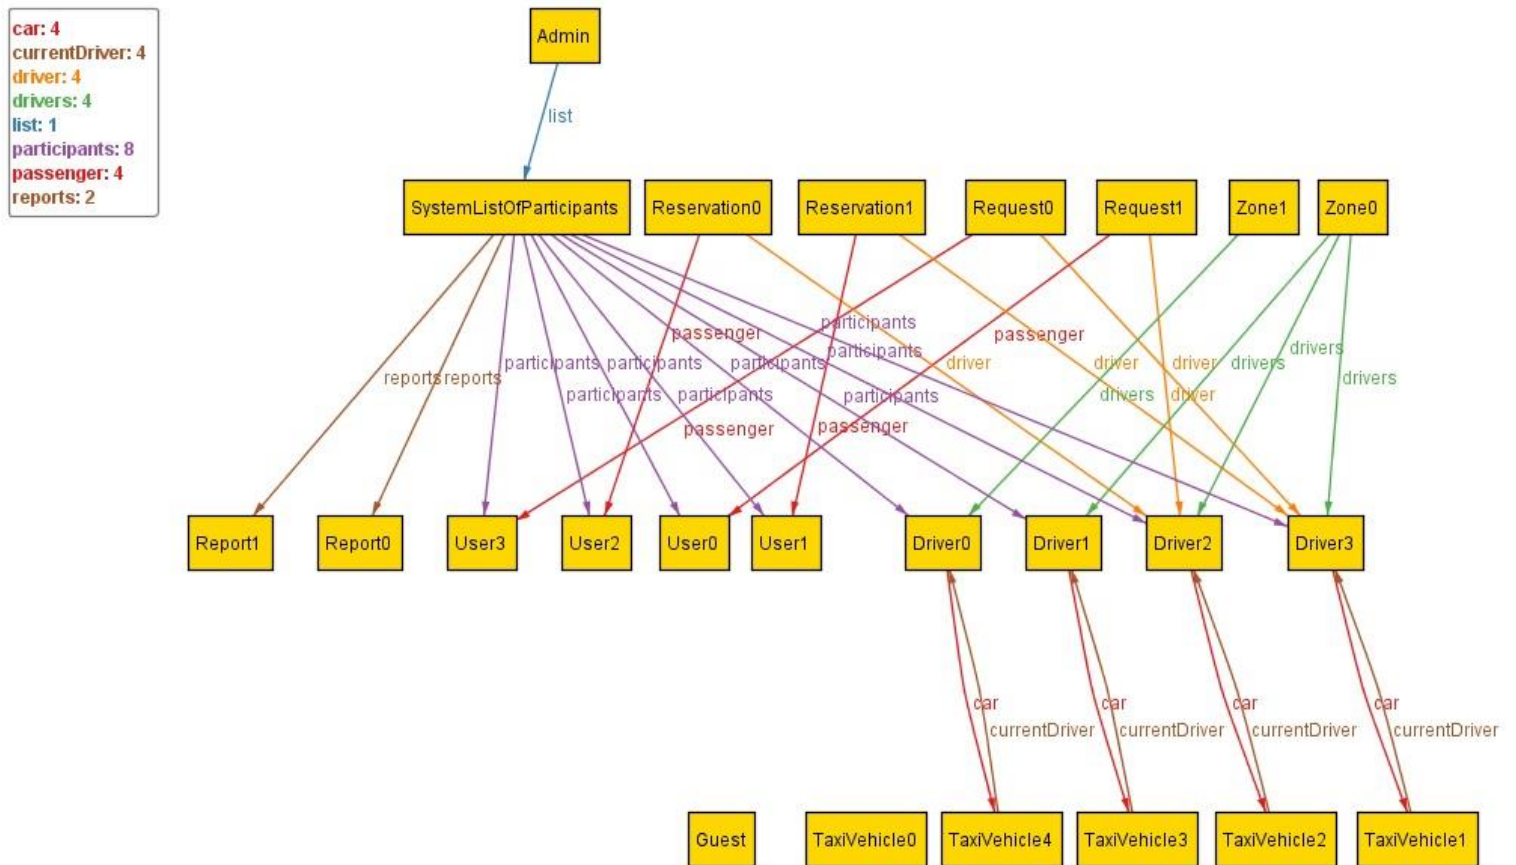 car: 4
currentDriver: 4
driver: 4
drivers: 4
list: 1
participants: 8
passenger: 4
reports: 2
Admin
list
SystemListOfParticipants Reservation0 Reservation1 Request0 Request1 Zone1 Zone0
participants
passenger passenger
participants drivers
participants participants participants driver driver driver drivers
reports reports drivers
participants participants participants drivers driver
passenger passenger
Report1 Report0 User3 User2 User0 User1 Driver0 Driver1 Driver2 Driver3
car car car car
currentDriver currentDriver currentDriver currentDriver
Guest TaxiVehicle0 TaxiVehicle4 TaxiVehicle3 TaxiVehicle2 TaxiVehicle1